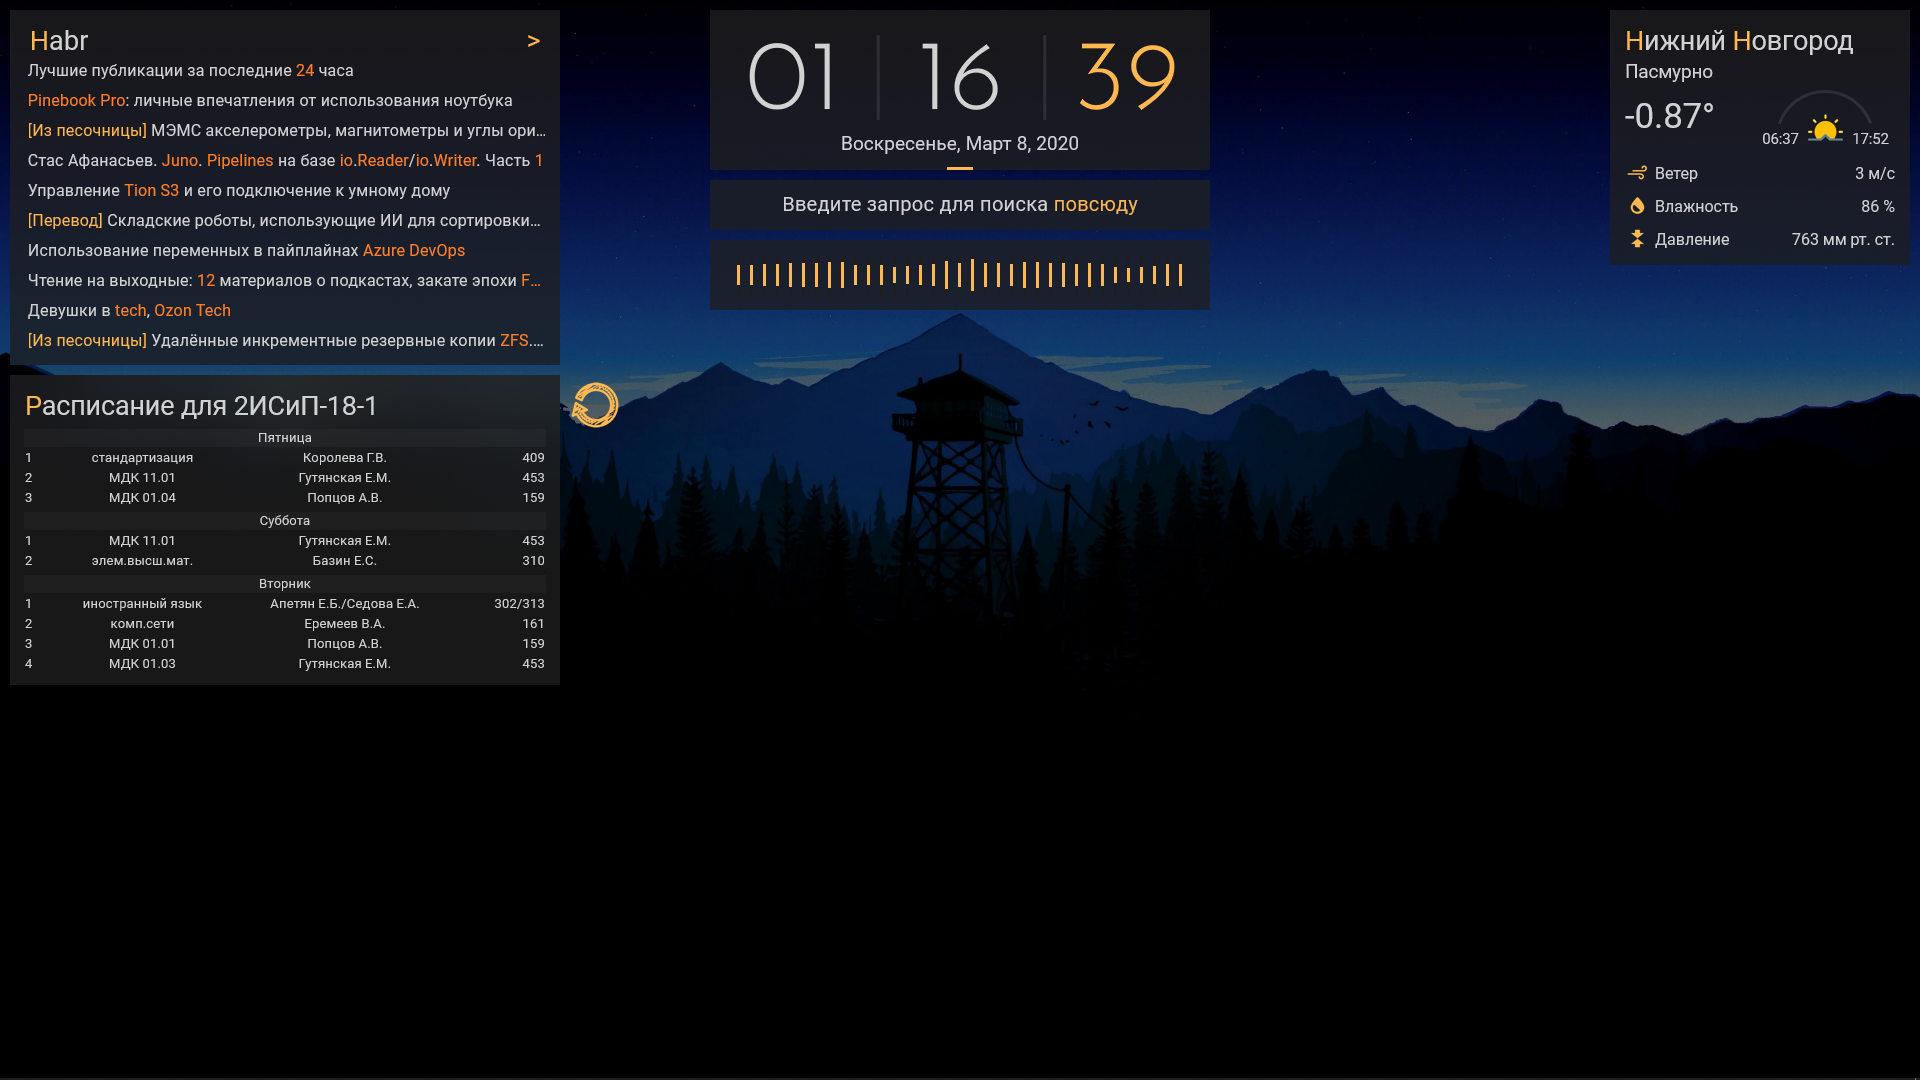 Habr >
Лучшие публикации за последние 24 часа
Pinebook Pro: личные впечатления от использования ноутбука
[Из песочницы] МЭМС акселерометры, магнитометры и углы ори...
Стас Афанасьев. Juno. Pipelines на базе io.Reader/io.Writer. Часть 1
Управление Tion S3 и его подключение к умному дому
[Перевод] Складские роботы, использующие ИИ для сортировки...
Использование переменных в пайплайнах Azure DevOps
Чтение на выходные: 12 материалов о подкастах, закате эпохи F...
Девушки в tech, Ozon Tech
[Из песочницы] Удалённые инкрементные резервные копии ZFS....
Расписание для 2ИСиП-18-1
Пятница
1 стандартизация Королева Г.В. 409
2 МДК 11.01 Гутянская Е.М. 453
3 МДК 01.04 Попцов А.В. 159
Суббота
1 МДК 11.01 Гутянская Е.М. 453
2 элем.высш.мат. Базин Е.С. 310
Вторник
1 иностранный язык Апетян Е.Б./Седова Е.А. 302/313
2 комп.сети Еремеев В.А. 161
3 МДК 01.01 Попцов А.В. 159
4 МДК 01.03 Гутянская Е.М. 453
01 16 39
Воскресенье, Март 8, 2020
Введите запрос для поиска повсюду
Нижний Новгород
Пасмурно
-0.87°
06:37 17:52
Ветер 3 м/с
Влажность 86 %
Давление 763 мм рт. ст.